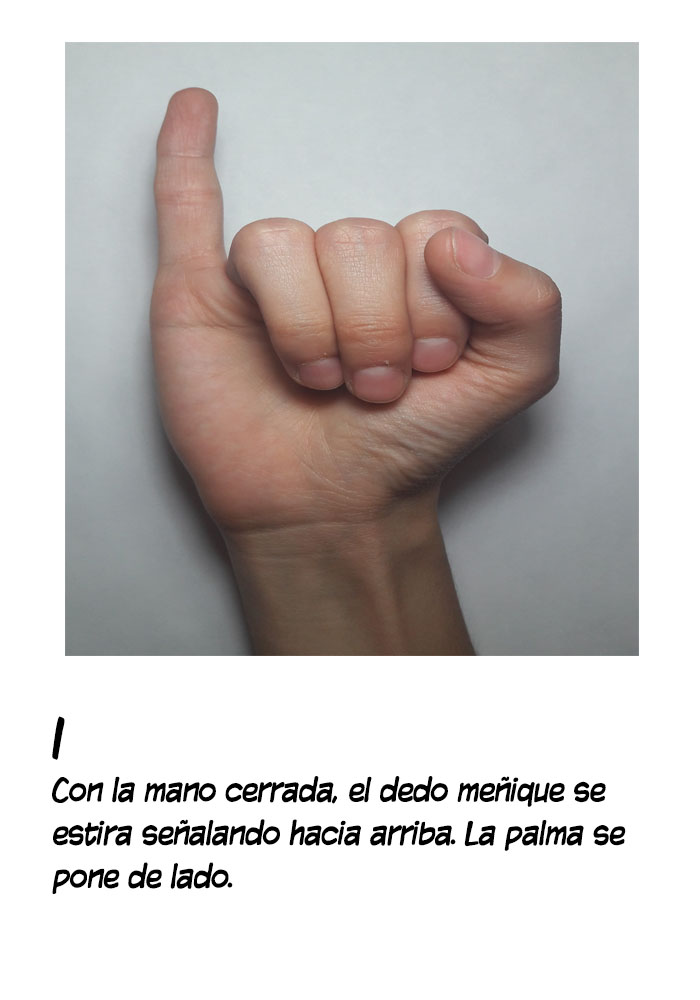 I
Con la mano cerrada, el dedo meñique se
estira señalando hacia arriba. La palma se
pone de lado.